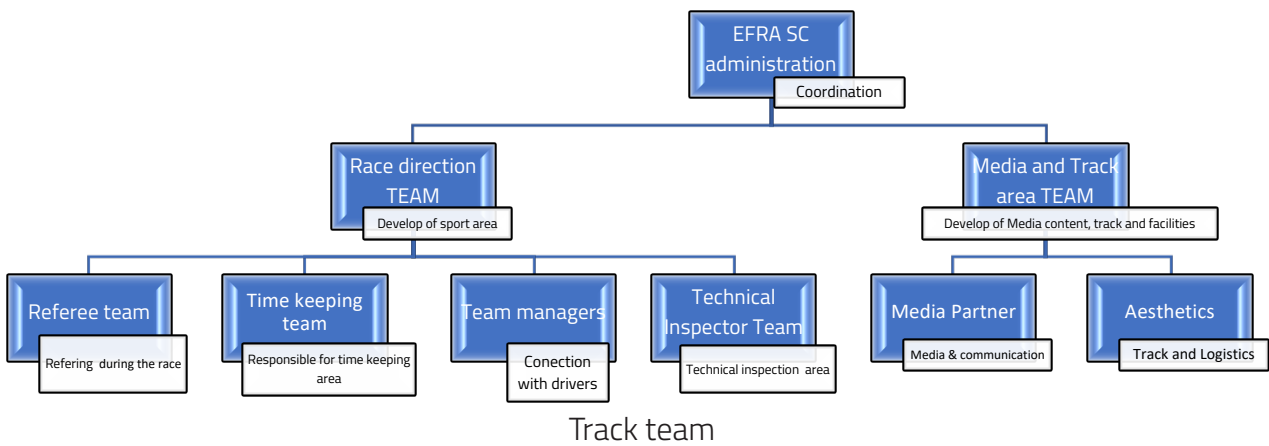 EFRA SC
administration
Coordination
Race direction
TEAM
Develop of sport area
Media and Track
area TEAM
Develop of Media content, track and facilities
Referee team
Refering during the race
Time keeping
team
Responsible for time keeping
area
Team managers
Conection
with drivers
Technical
Inspector Team
Technical inspection area
Media Partner
Media & communication
Aesthetics
Track and Logistics
Track team